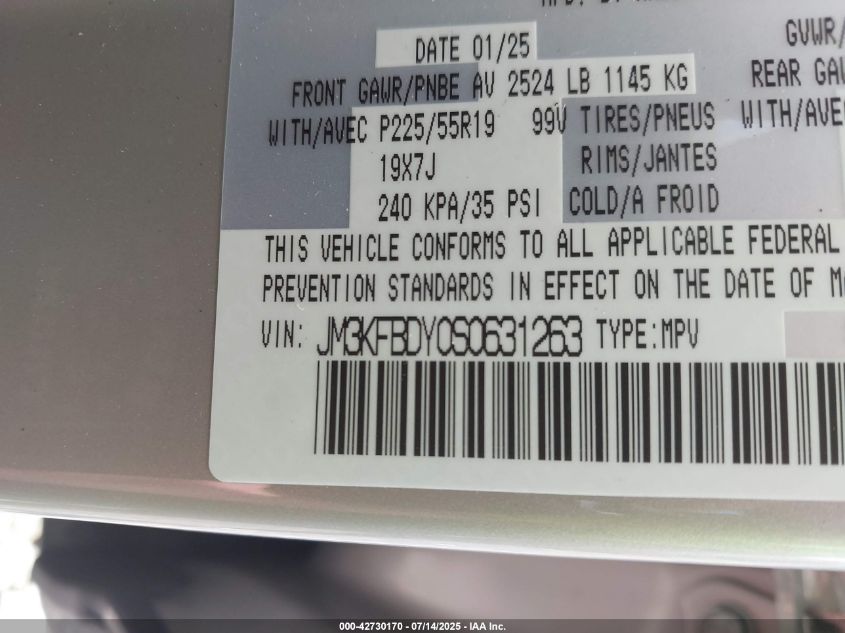 DATE 01/25
GVWR/
FRONT GAWR/PNBE AV 2524 LB 1145 KG
REAR GAW
WITH/AVEC P225/55R19 99V TIRES/PNEUS WITH/AVEC
19X7J RIMS/JANTES
240 KPA/35 PSI COLD/A FROID
THIS VEHICLE CONFORMS TO ALL APPLICABLE FEDERAL
PREVENTION STANDARDS IN EFFECT ON THE DATE OF M
VIN: JM3KFBDY0S0631263 TYPE:MPV
000-42730170 - 07/14/2025 - IAA Inc.